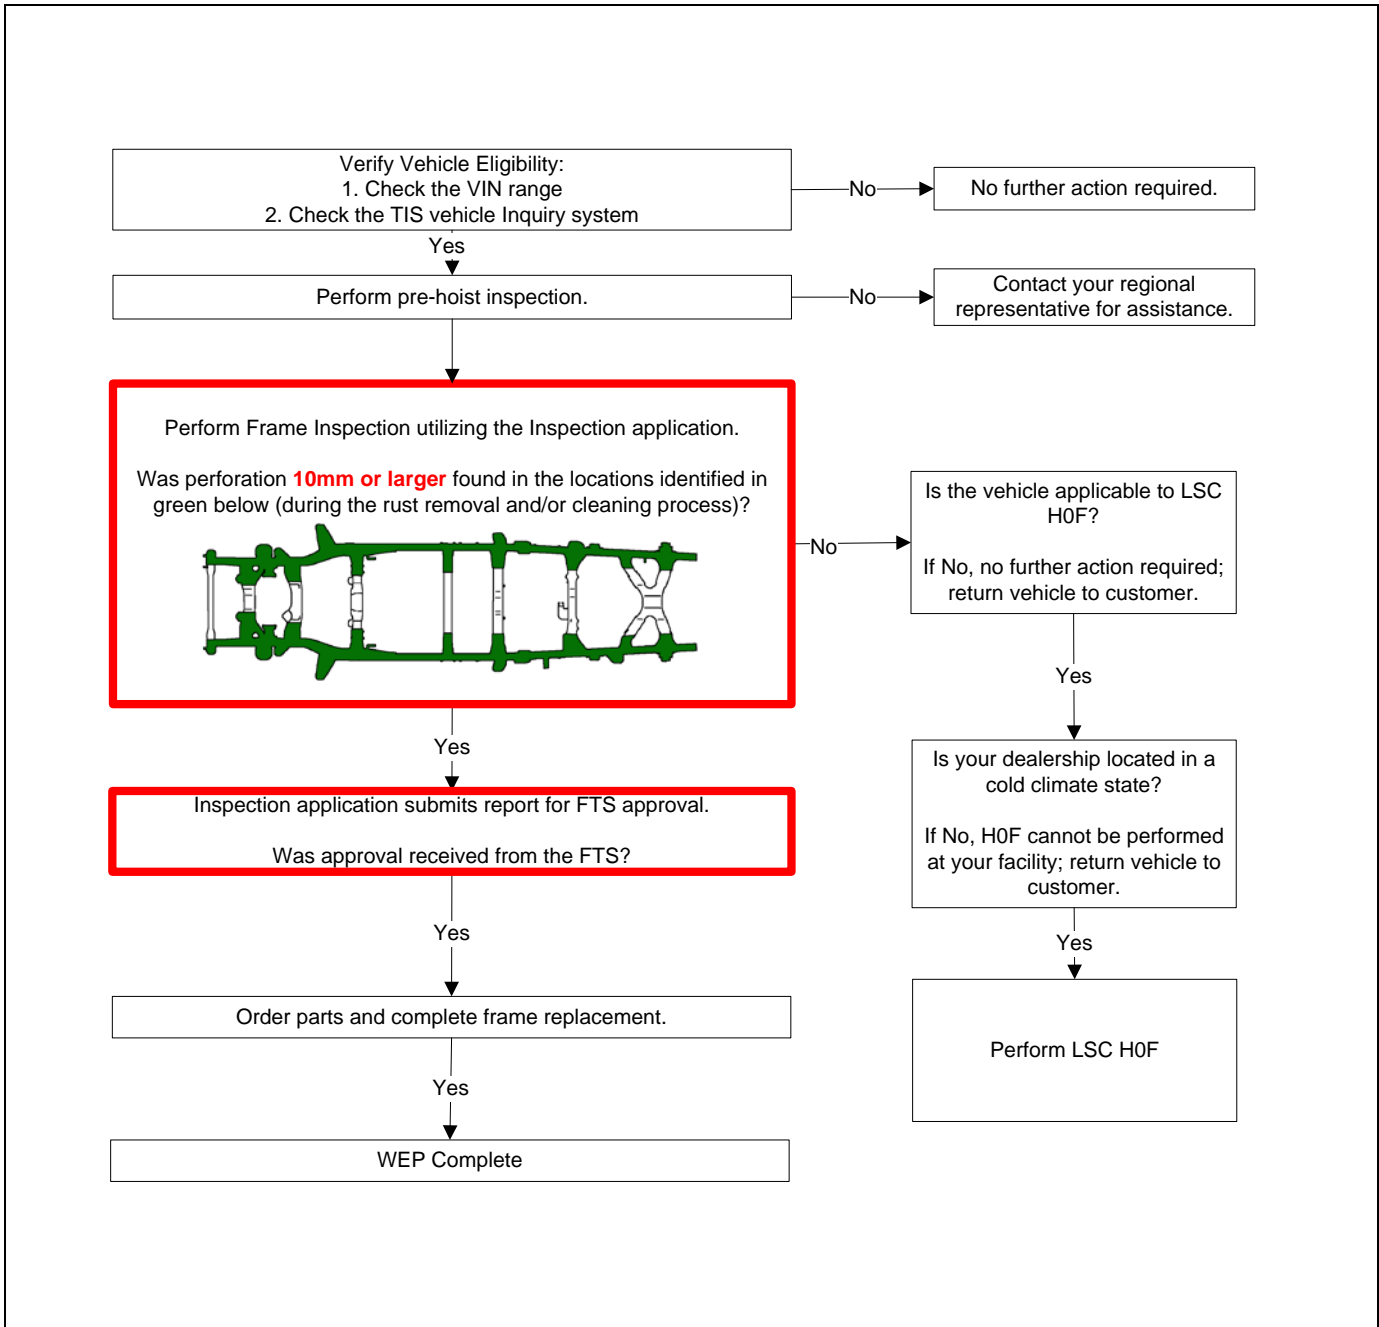 Verify Vehicle Eligibility:
1. Check the VIN range
2. Check the TIS vehicle Inquiry system
No
No further action required.
Yes
Perform pre-hoist inspection.
No
Contact your regional
representative for assistance.
Perform Frame Inspection utilizing the Inspection application.
Was perforation 10mm or larger found in the locations identified in
green below (during the rust removal and/or cleaning process)?
No
Is the vehicle applicable to LSC
H0F?
If No, no further action required;
return vehicle to customer.
Yes
Yes
Is your dealership located in a
cold climate state?
If No, H0F cannot be performed
at your facility; return vehicle to
customer.
Inspection application submits report for FTS approval.
Was approval received from the FTS?
Yes
Yes
Order parts and complete frame replacement.
Perform LSC H0F
Yes
WEP Complete